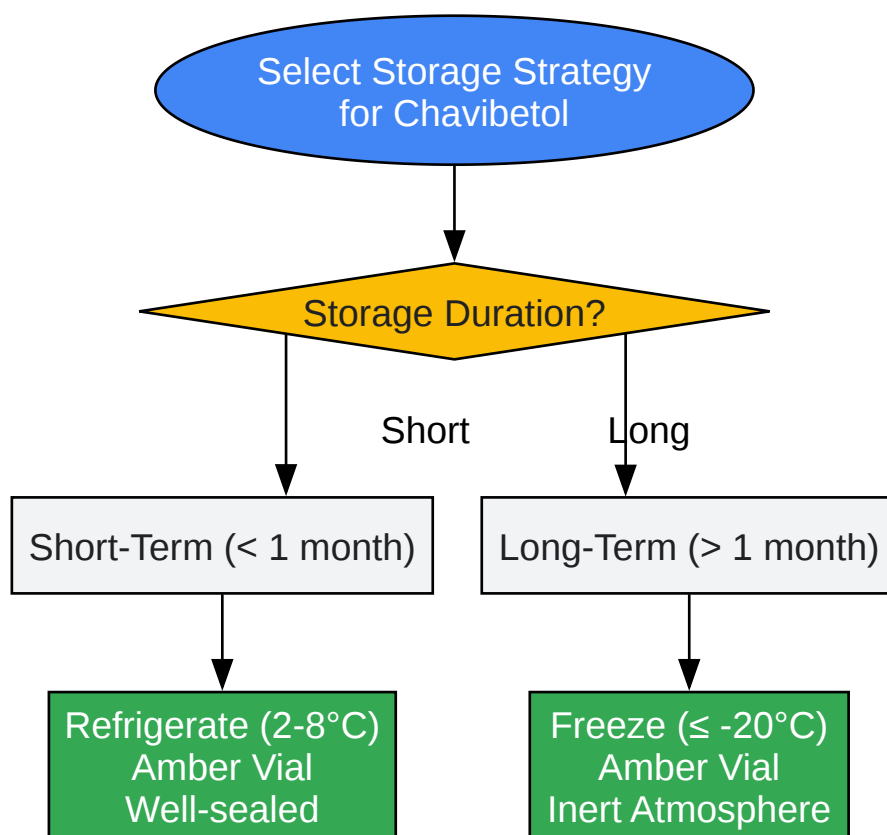 Select Storage Strategy
for Chavibetol
Storage Duration?
Short
Long
Short-Term (< 1 month)
Long-Term (> 1 month)
Refrigerate (2-8°C)
Amber Vial
Well-sealed
Freeze (≤ -20°C)
Amber Vial
Inert Atmosphere